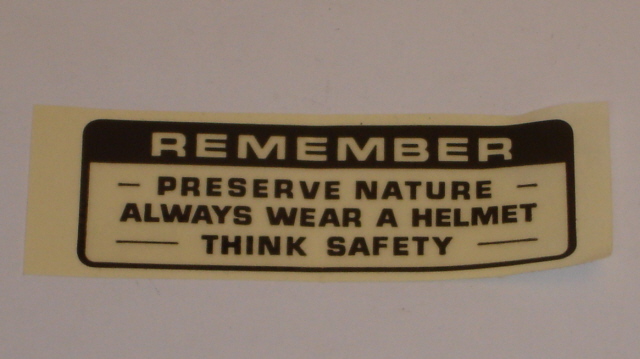 REMEMBER
– PRESERVE NATURE –
ALWAYS WEAR A HELMET
— THINK SAFETY —